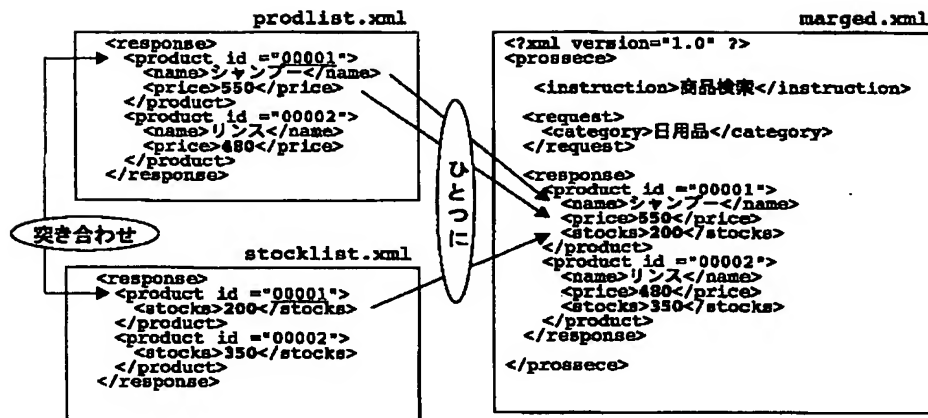 prodlist.xml
<response>
<product id ="00001">
<name>シャンプー</name>
<price>550</price>
</product>
<product id ="00002">
<name>リンス</name>
<price>480</price>
</product>
</response>
突き合わせ
stocklist.xml
<response>
<product id ="00001">
<stocks>200</stocks>
</product>
<product id ="00002">
<stocks>350</stocks>
</product>
</response>
ひとつに
marged.xml
<?xml version="1.0" ?>
<prossece>
<instruction>商品検索</instruction>
<request>
<category>日用品</category>
</request>
<response>
<product id ="00001">
<name>シャンプー</name>
<price>550</price>
<stocks>200</stocks>
</product>
<product id ="00002">
<name>リンス</name>
<price>480</price>
<stocks>350</stocks>
</product>
</response>
</prossece>